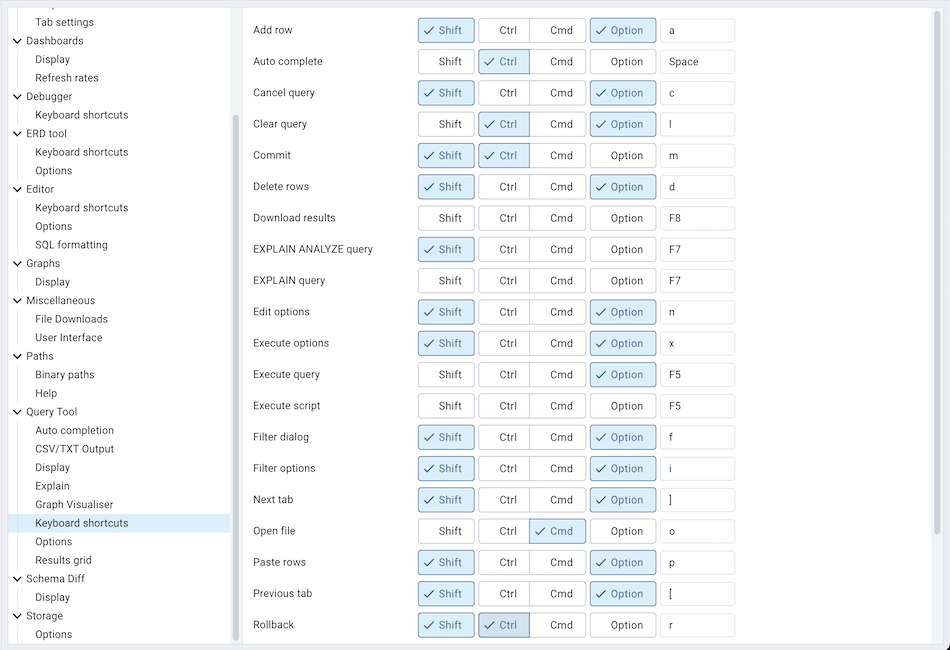 Tab settings
Dashboards
Display
Refresh rates
Debugger
Keyboard shortcuts
ERD tool
Keyboard shortcuts
Options
Editor
Keyboard shortcuts
Options
SQL formatting
Graphs
Display
Miscellaneous
File Downloads
User Interface
Paths
Binary paths
Help
Query Tool
Auto completion
CSV/TXT Output
Display
Explain
Graph Visualiser
Keyboard shortcuts
Options
Results grid
Schema Diff
Display
Storage
Options
Add row Shift Ctrl Cmd Option a
Auto complete Shift Ctrl Cmd Option Space
Cancel query Shift Ctrl Cmd Option c
Clear query Shift Ctrl Cmd Option l
Commit Shift Ctrl Cmd Option m
Delete rows Shift Ctrl Cmd Option d
Download results Shift Ctrl Cmd Option F8
EXPLAIN ANALYZE query Shift Ctrl Cmd Option F7
EXPLAIN query Shift Ctrl Cmd Option F7
Edit options Shift Ctrl Cmd Option n
Execute options Shift Ctrl Cmd Option x
Execute query Shift Ctrl Cmd Option F5
Execute script Shift Ctrl Cmd Option F5
Filter dialog Shift Ctrl Cmd Option f
Filter options Shift Ctrl Cmd Option i
Next tab Shift Ctrl Cmd Option ]
Open file Shift Ctrl Cmd Option o
Paste rows Shift Ctrl Cmd Option p
Previous tab Shift Ctrl Cmd Option [
Rollback Shift Ctrl Cmd Option r